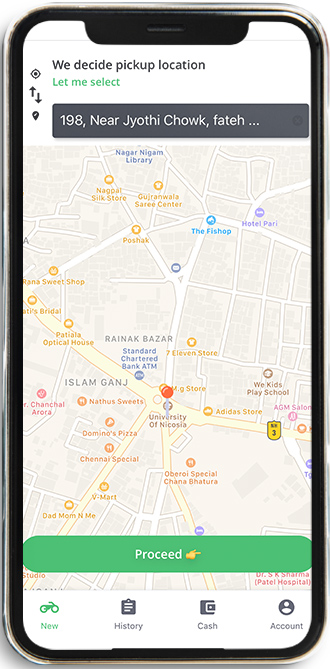 We decide pickup location
Let me select
198, Near Jyothi Chowk, fateh ...
Nagar Nigam
Library
Nagpal
Silk Store
Gujranwala
Saree Center
Hotel Pari
The Fishop
Poshak
Rana Sweet Shop
ati's Bridal
Patiala
Optical House
RAINAK BAZAR
7 Eleven Store
Standard
Chartered
Bank ATM
We Kids
Play School
ISLAM GANJ
M.g Store
r. Chanchal
Arora
Nathus Sweets
University
Of Nicosia
Adidas Store
AGM Salon
Domino's Pizza
3
Chennai Special
Oberoi Special
Chana Bhatura
V-Mart
Dad Mom N Me
Proceed 👉
Studio
Dr. S K Sharma
(Patel Hospital)
New
History
Cash
Account